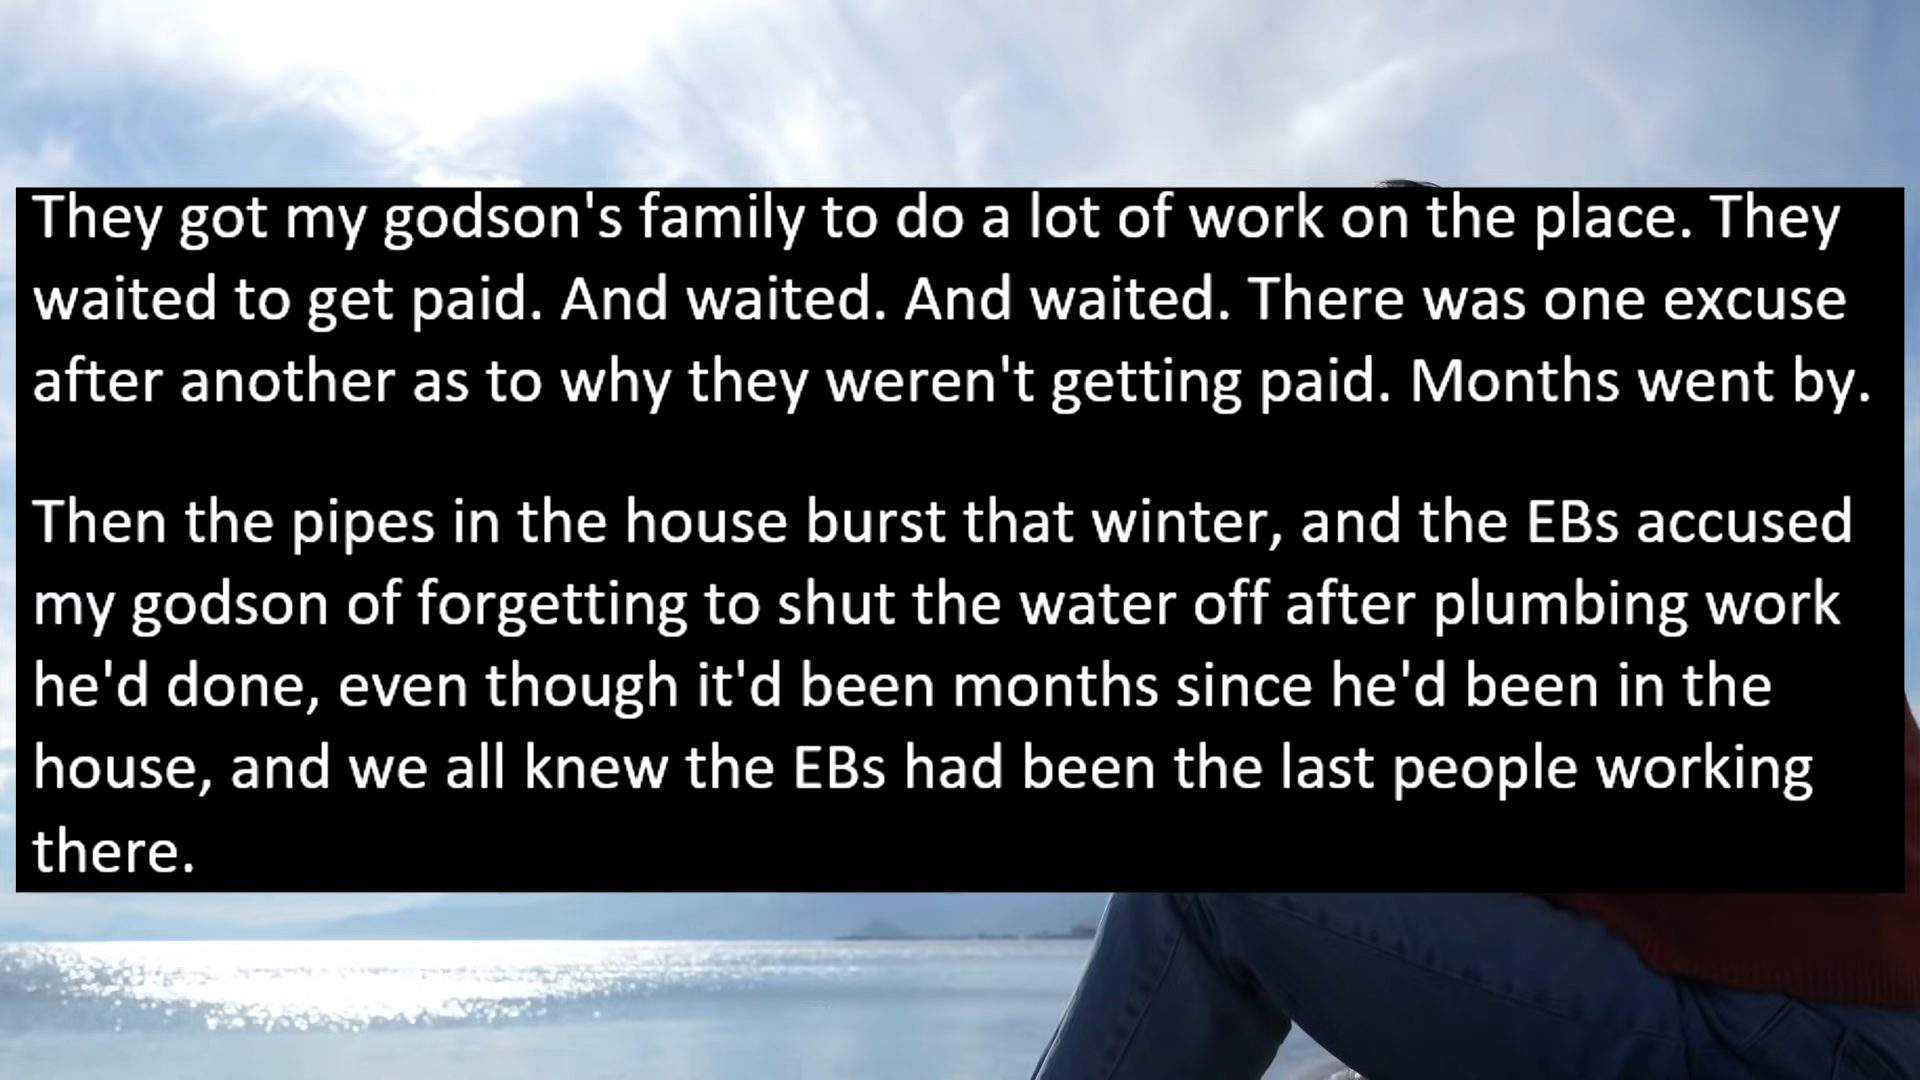 They got my godson's family to do a lot of work on the place. They
waited to get paid. And waited. And waited. There was one excuse
after another as to why they weren't getting paid. Months went by.
Then the pipes in the house burst that winter, and the EBs accused
my godson of forgetting to shut the water off after plumbing work
he'd done, even though it'd been months since he'd been in the
house, and we all knew the EBs had been the last people working
there.